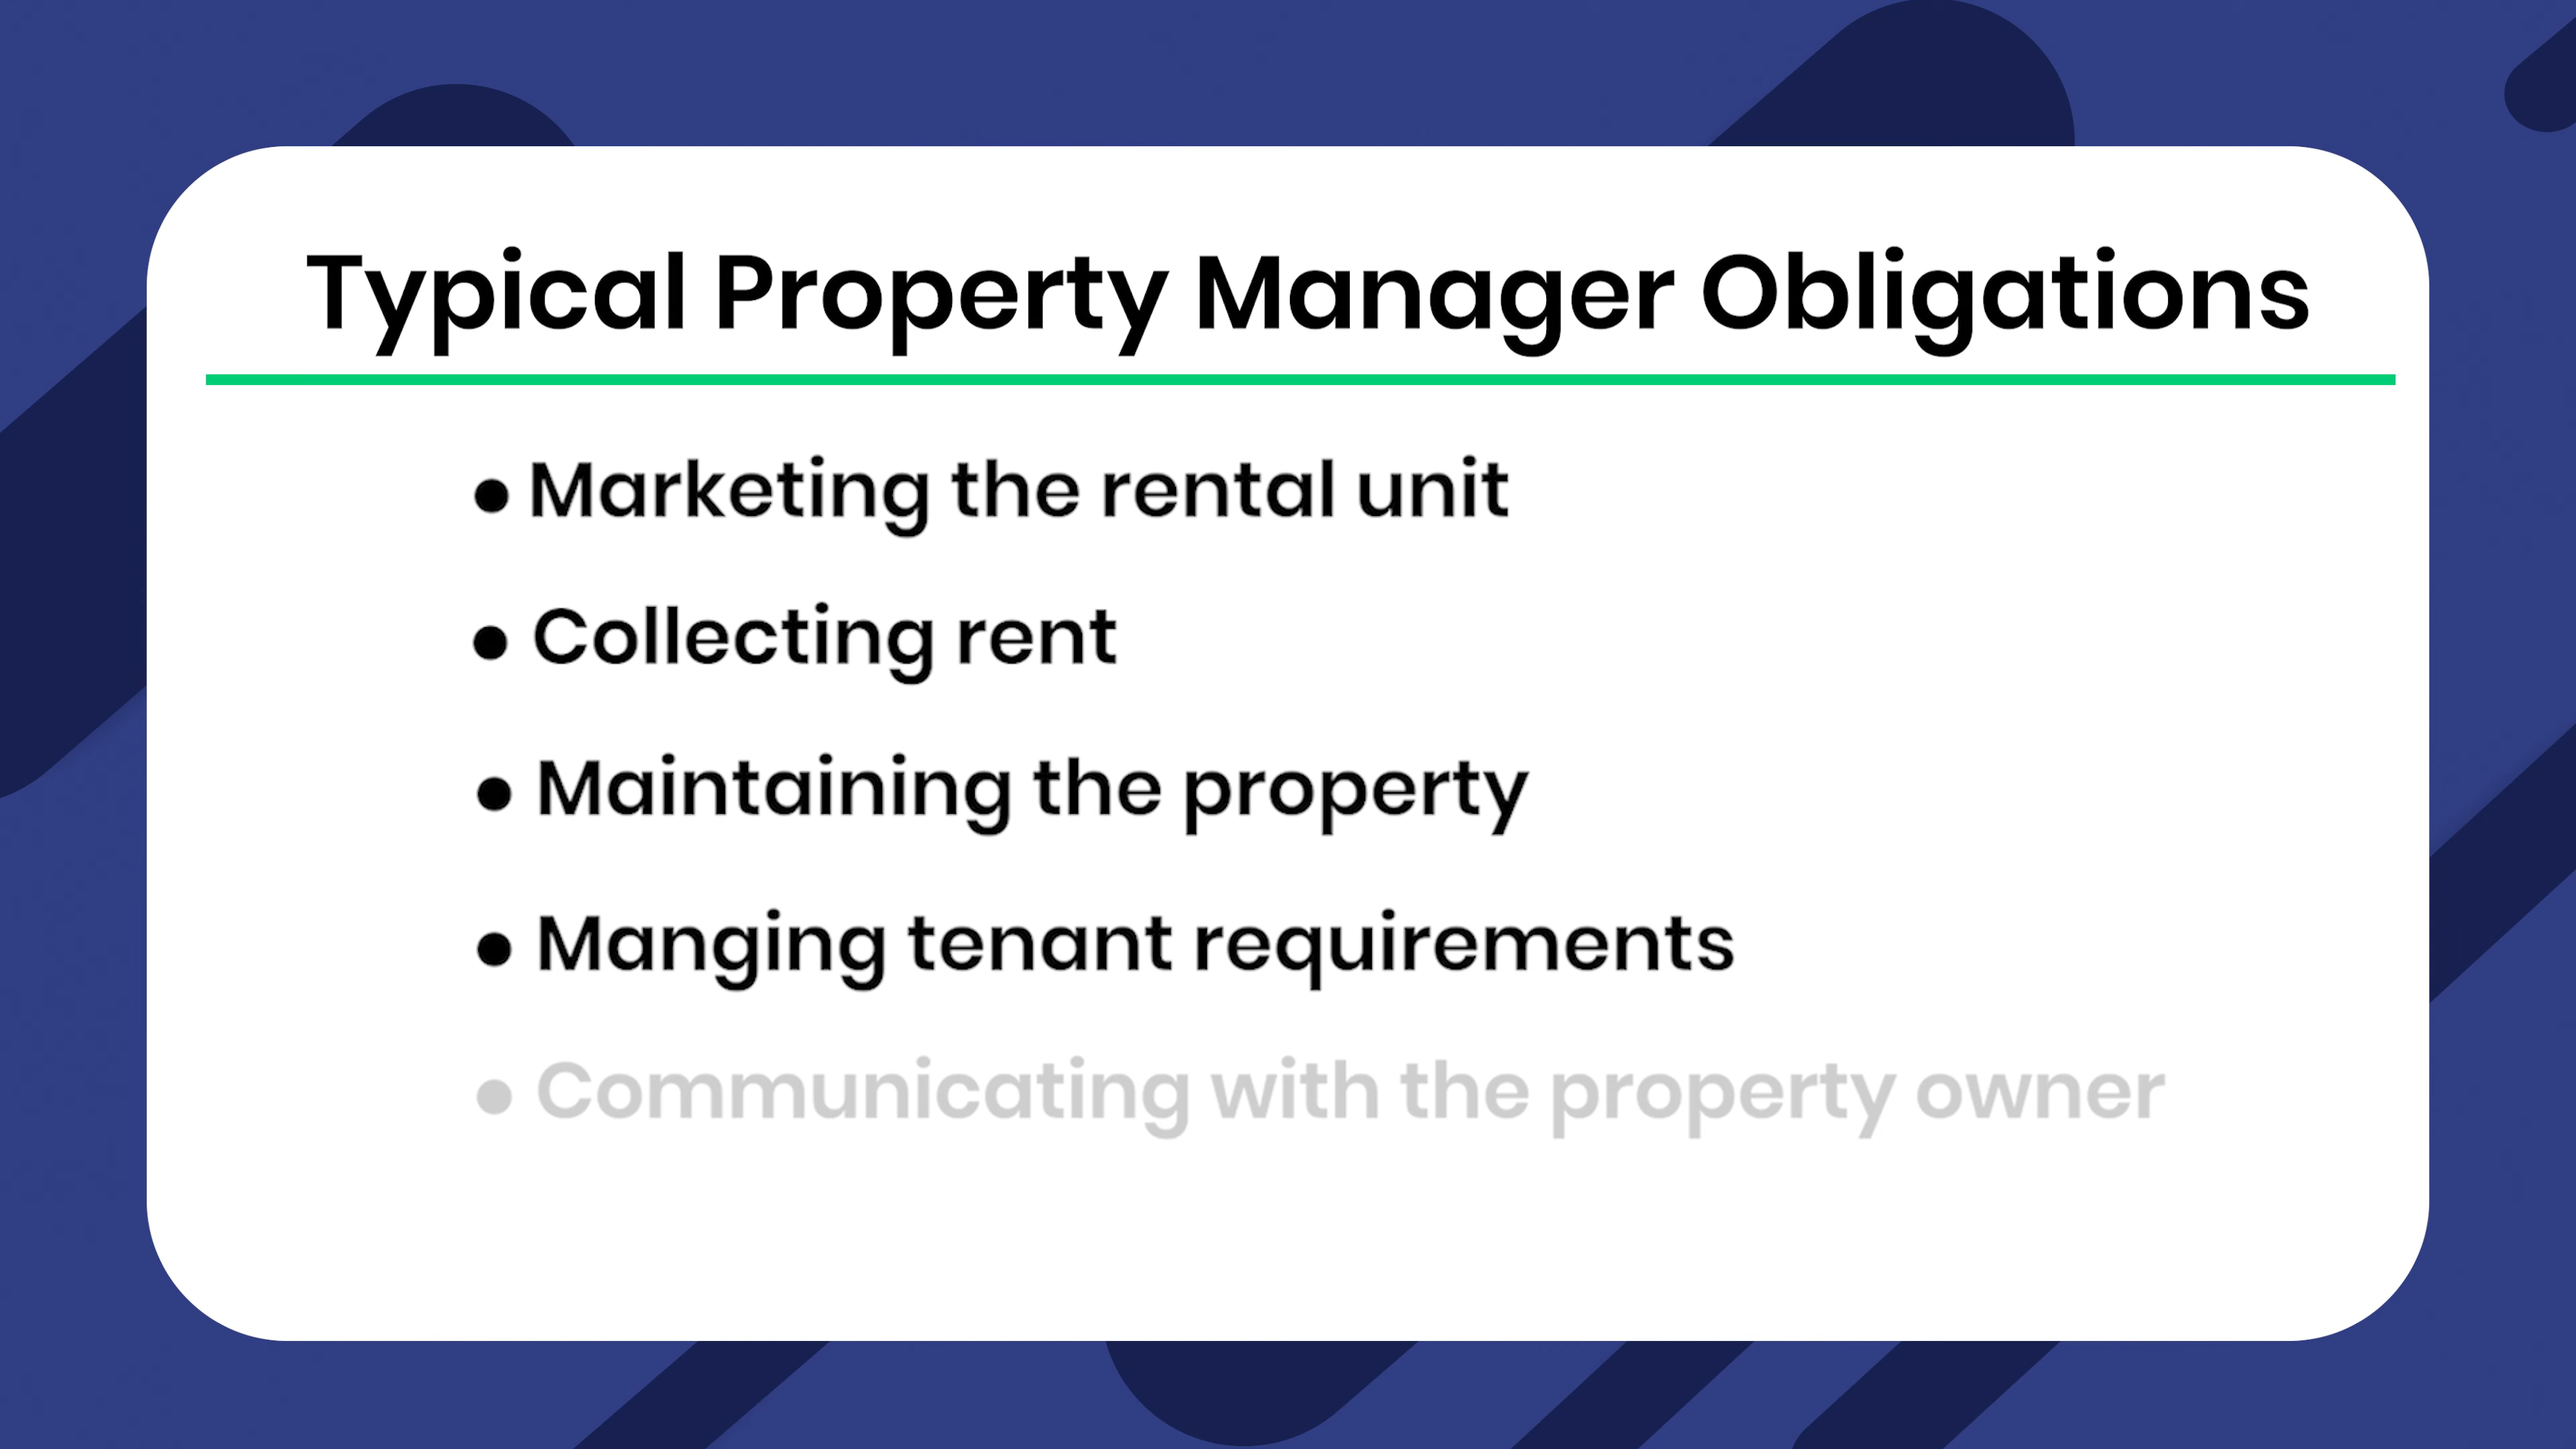 Typical Property Manager Obligations
• Marketing the rental unit
• Collecting rent
• Maintaining the property
• Manging tenant requirements
• Communicating with the property owner